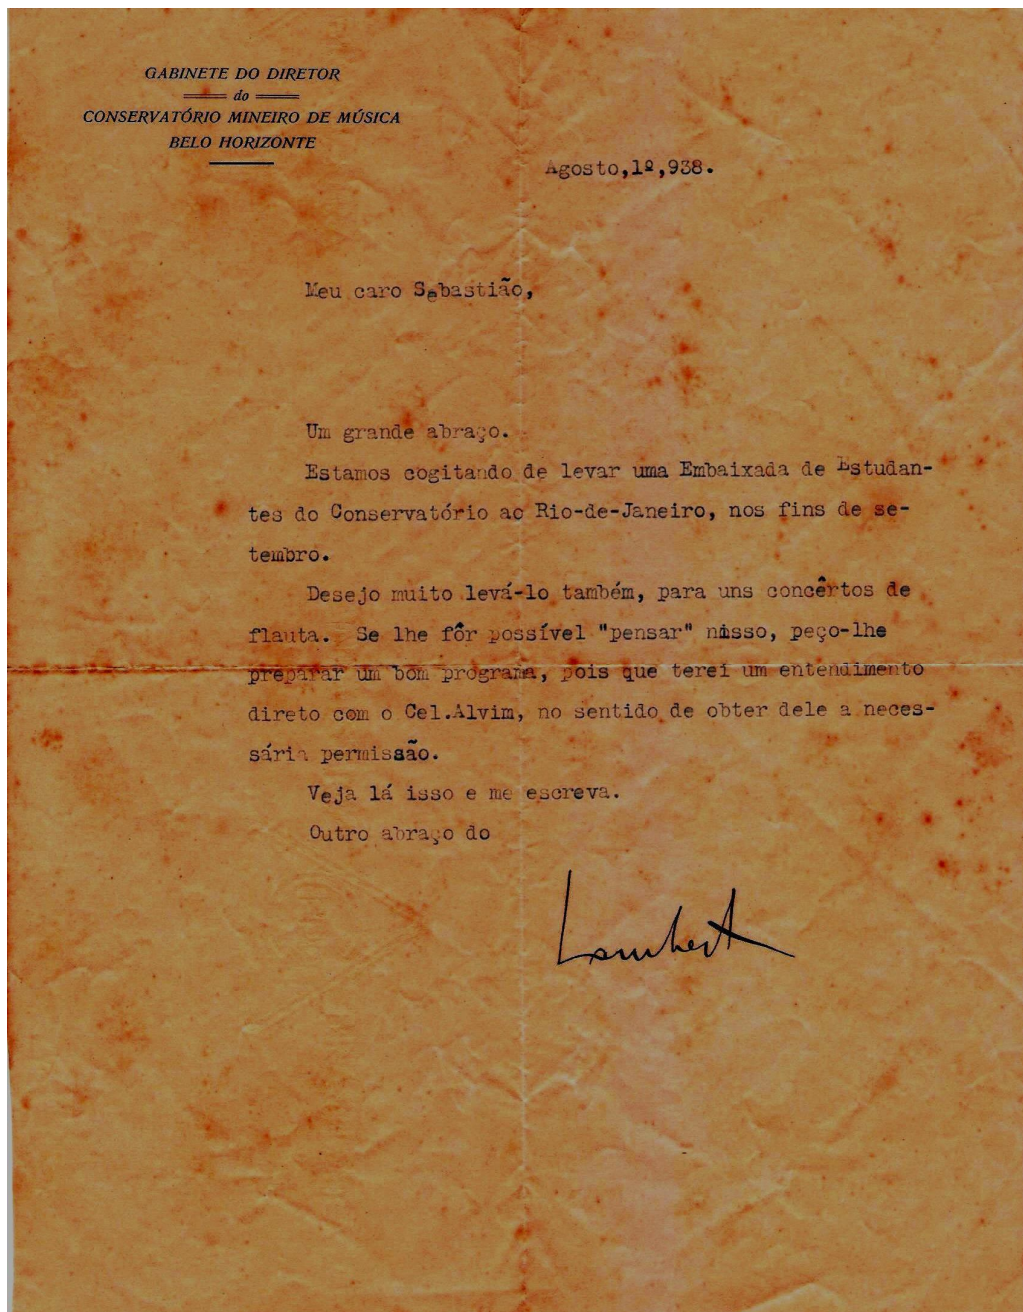 GABINETE DO DIRETOR
do
CONSERVATÓRIO MINEIRO DE MÚSICA
BELO HORIZONTE
Agosto,1º,938.
Meu caro Sebastião,
Um grande abraço.
Estamos cogitando de levar uma Embaixada de Estudan-
tes do Conservatório ao Rio-de-Janeiro, nos fins de se-
tembro.
Desejo muito levá-lo também, para uns concêrtos de
flauta. Se lhe fôr possível "pensar" nisso, peço-lhe
preparar um bom programa, pois que terei um entendimento
direto com o Cel.Alvim, no sentido de obter dele a neces-
sária permissão.
Veja lá isso e me escreva.
Outro abraço do
Lambert